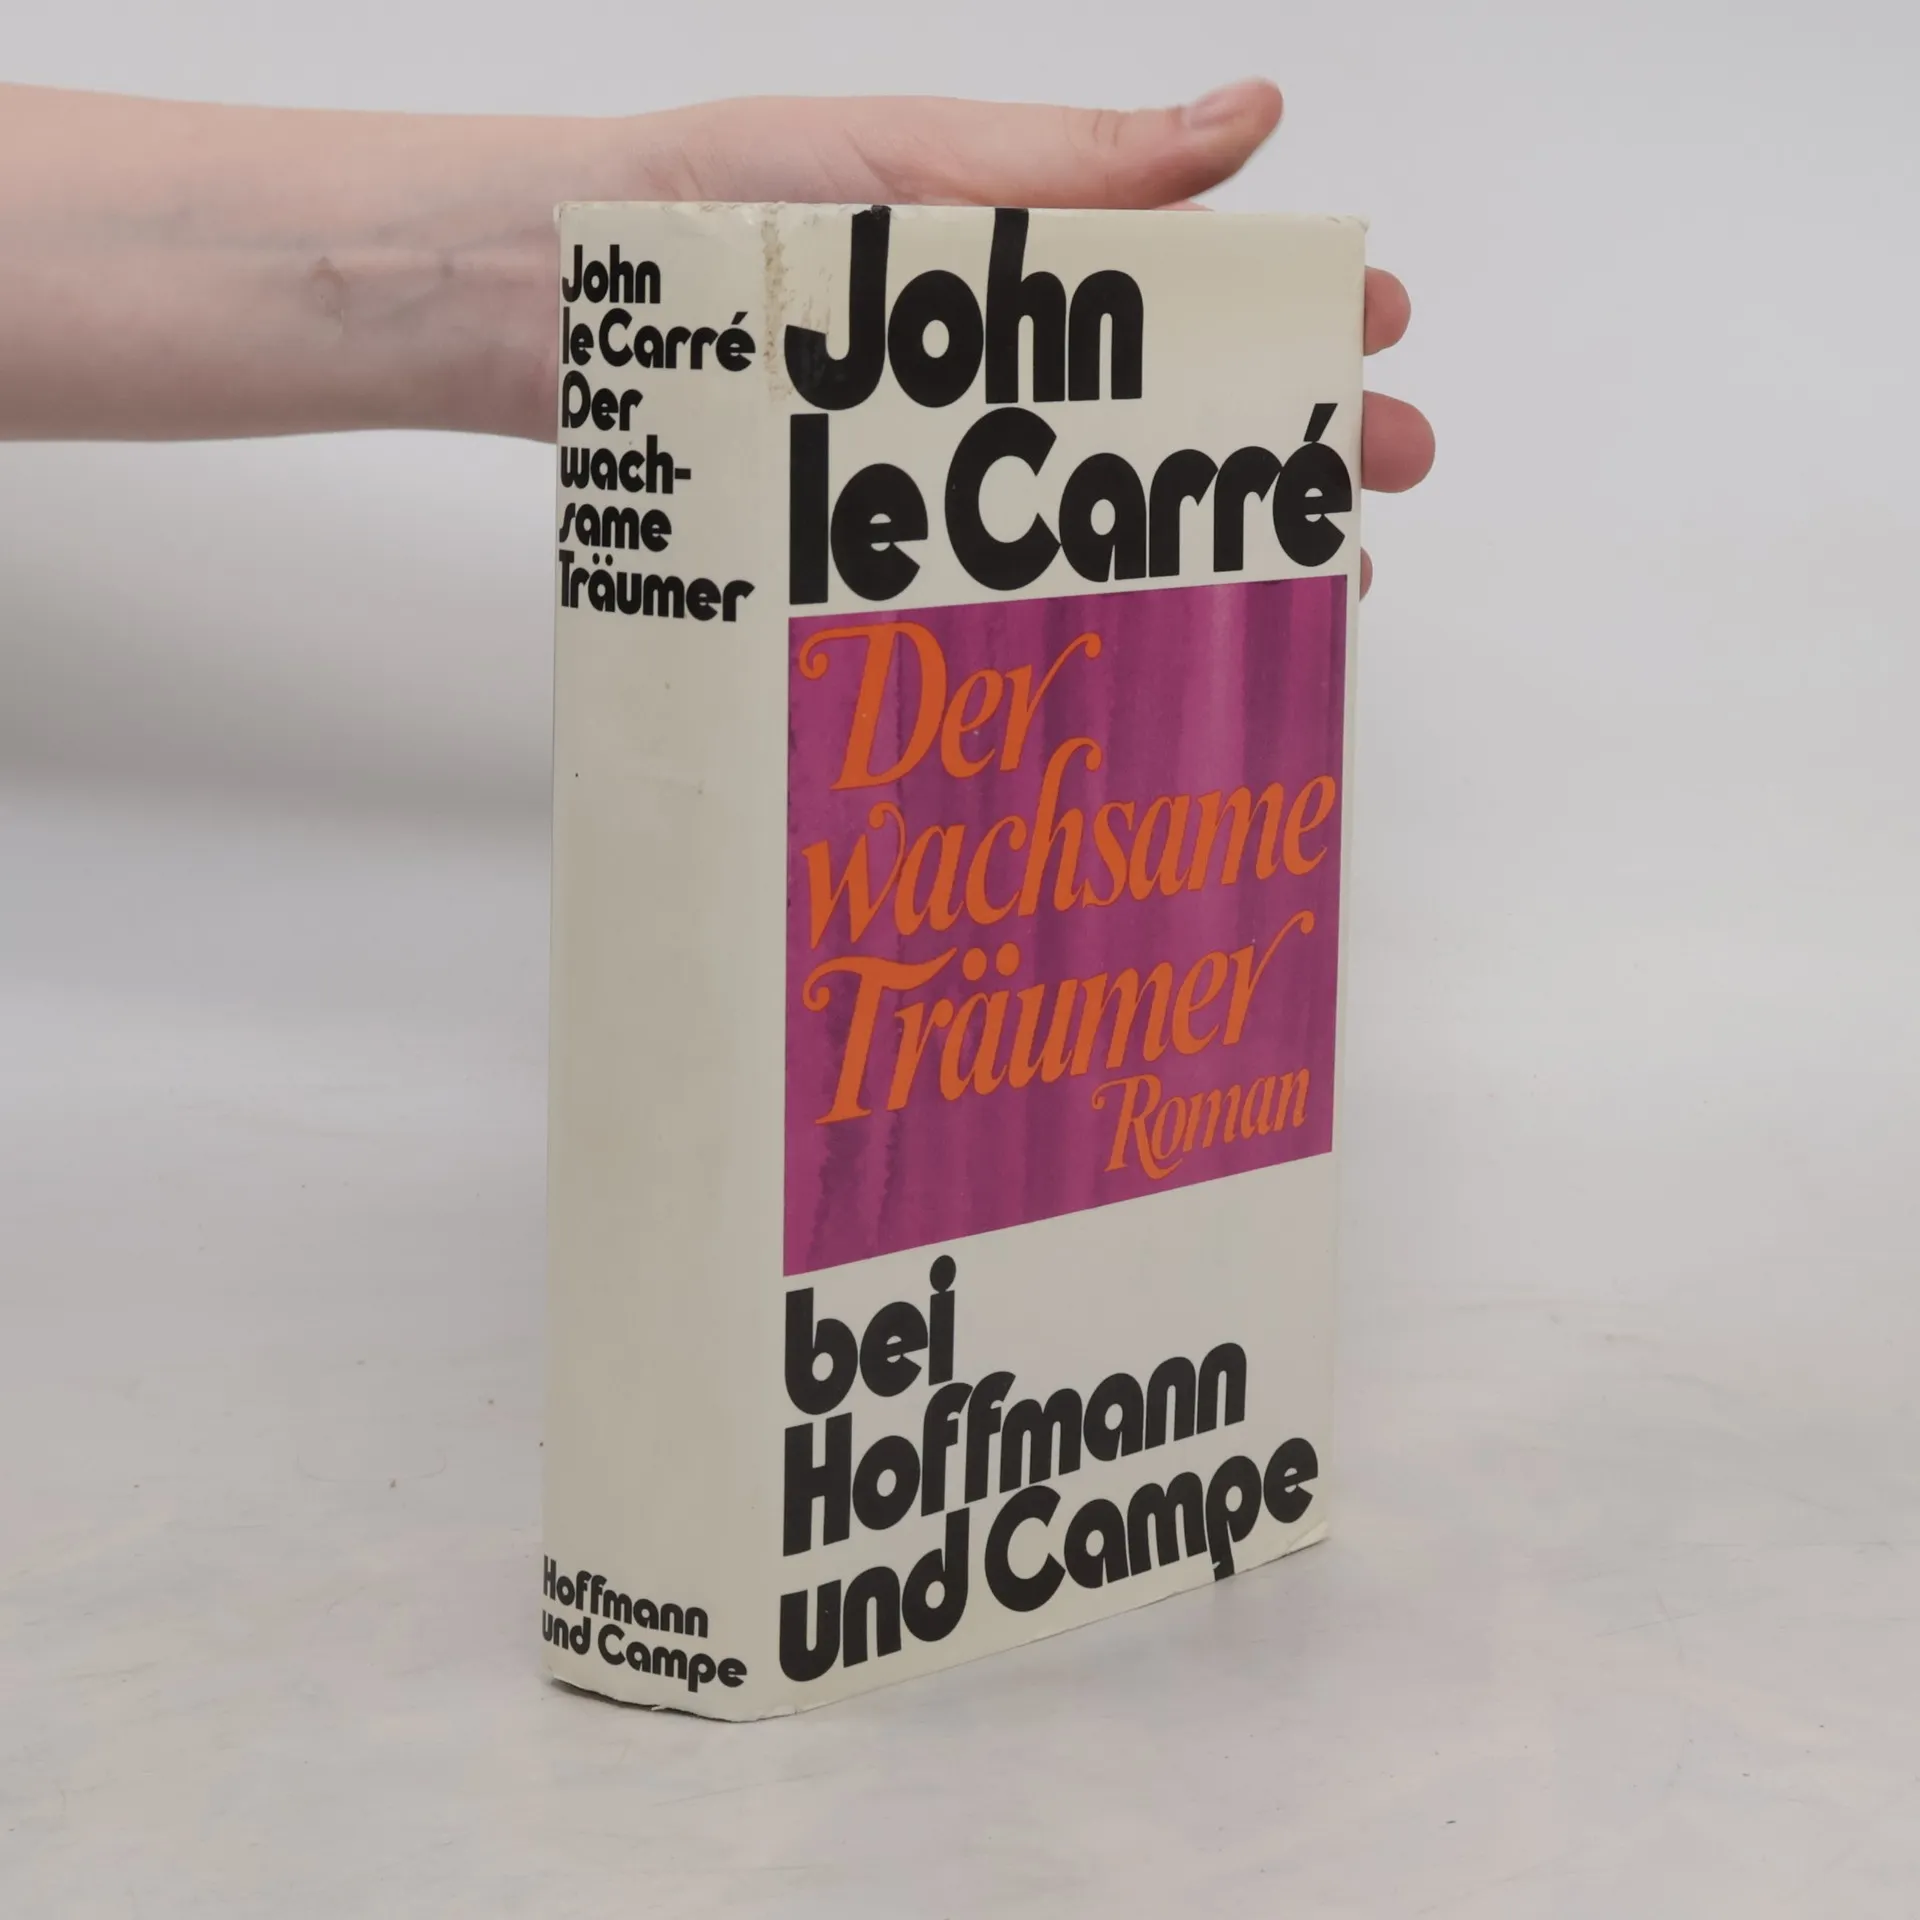 John
le Carré
Der
wach-
same
Träumer
Hoffmann
und Campe
John
le Carré
Der
wachsame
Träumer
Roman
bei
Hoffmann
und Campe